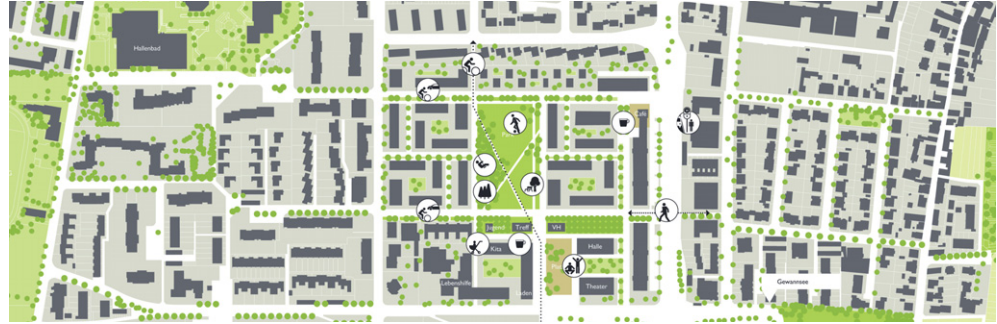 Hallenbad
Café
Jugend
Treff
VH
Kita
Halle
Lebenshilfe
Laden
Theater
Gewannsee